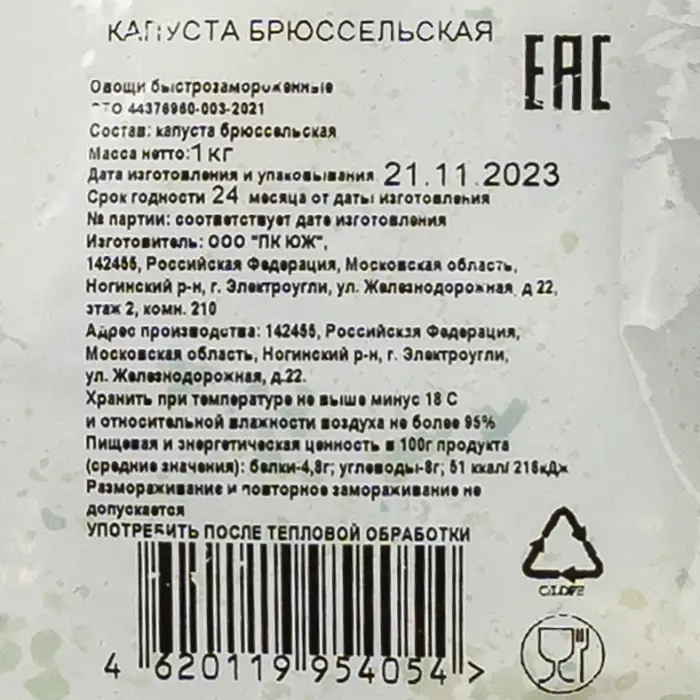 КАПУСТА БРЮССЕЛЬСКАЯ
EAC
Овощи быстрозамороженные
СТО 44376960-003-2021
Состав: капуста брюссельская
Масса нетто: 1 кг
Дата изготовления и упаковывания 21.11.2023
Срок годности 24 месяца от даты изготовления
№ партии: соответствует дате изготовления
Изготовитель: ООО "ПК ЮЖ",
142455, Российская Федерация, Московская область,
Ногинский р-н, г. Электроугли, ул. Железнодорожная, д 22,
этаж 2, комн. 210
Адрес производства: 142455, Российская Федерация,
Московская область, Ногинский р-н, г. Электроугли,
ул. Железнодорожная, д.22.
Хранить при температуре не выше минус 18 С
и относительной влажности воздуха не более 95%
Пищевая и энергетическая ценность в 100г продукта
(средние значения): белки-4,8г; углеводы-8г; 51 ккал/ 216кДж
Размораживание и повторное замораживание не
допускается
УПОТРЕБИТЬ ПОСЛЕ ТЕПЛОВОЙ ОБРАБОТКИ
C/LDPE
4 620119 954054 >